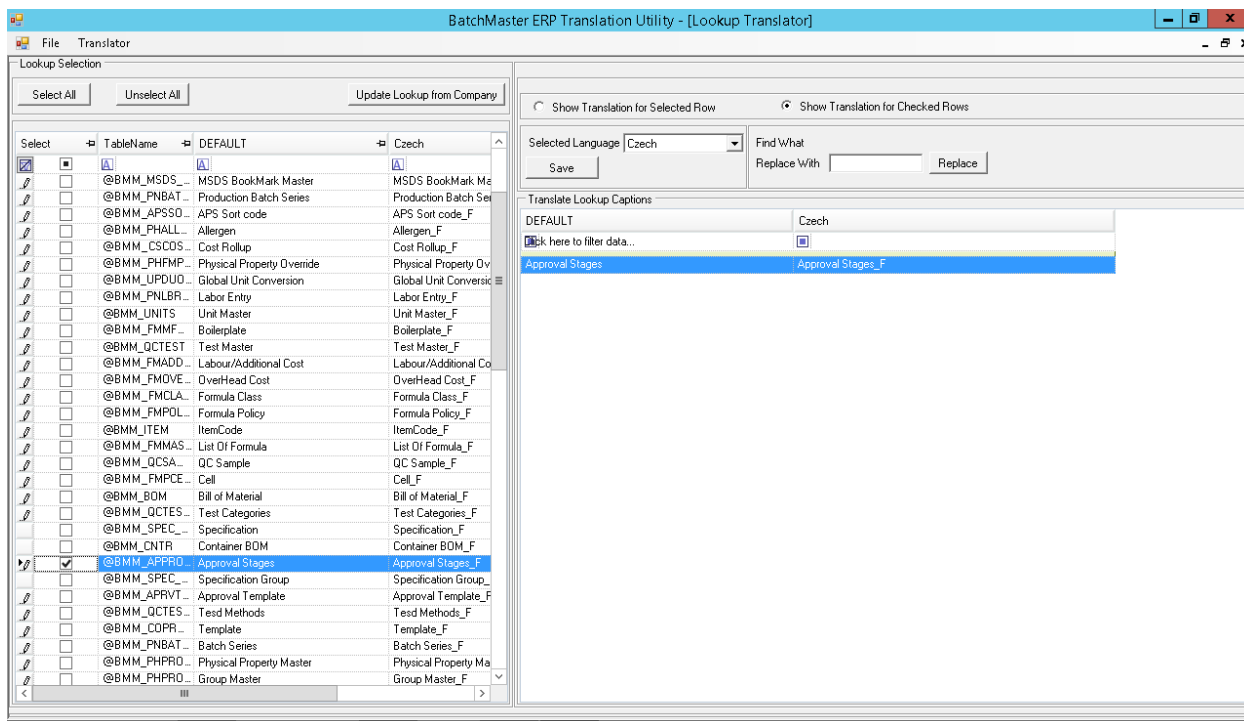 BatchMaster ERP Translation Utility - [Lookup Translator]
File Translator
Lookup Selection
Select All Unselect All Update Lookup from Company
Select TableName DEFAULT Czech
@BMM_MSDS_... MSDS BookMark Master MSDS BookMark Ma
@BMM_PNBAT... Production Batch Series Production Batch Ser
@BMM_APSSO... APS Sort code APS Sort code_F
@BMM_PHALL... Allergen Allergen_F
@BMM_CSCOS... Cost Rollup Cost Rollup_F
@BMM_PHFMP... Physical Property Override Physical Property Ov
@BMM_UPDUO... Global Unit Conversion Global Unit Conversic
@BMM_PNLBR... Labor Entry Labor Entry_F
@BMM_UNITS Unit Master Unit Master_F
@BMM_FMMF... Boilerplate Boilerplate_F
@BMM_QCTEST Test Master Test Master_F
@BMM_FMADD... Labour/Additional Cost Labour/Additional Co
@BMM_FMOVE... OverHead Cost OverHead Cost_F
@BMM_FMCLA... Formula Class Formula Class_F
@BMM_FMPOL... Formula Policy Formula Policy_F
@BMM_ITEM ItemCode ItemCode_F
@BMM_FMMAS... List Of Formula List Of Formula_F
@BMM_QCSA... QC Sample QC Sample_F
@BMM_FMPCE... Cell Cell_F
@BMM_BOM Bill of Material Bill of Material_F
@BMM_QCTES... Test Categories Test Categories_F
@BMM_SPEC_... Specification Specification_F
@BMM_CNTR Container BOM Container BOM_F
@BMM_APPRO... Approval Stages Approval Stages_F
@BMM_SPEC_... Specification Group Specification Group_
@BMM_APRVT... Approval Template Approval Template_F
@BMM_QCTES... Tesd Methods Tesd Methods_F
@BMM_COPR... Template Template_F
@BMM_PNBAT... Batch Series Batch Series_F
@BMM_PHPRO... Physical Property Master Physical Property Ma
@BMM_PHPRO... Group Master Group Master_F
Show Translation for Selected Row Show Translation for Checked Rows
Selected Language Czech Find What
Save Replace With Replace
Translate Lookup Captions
DEFAULT Czech
ck here to filter data...
Approval Stages Approval Stages_F